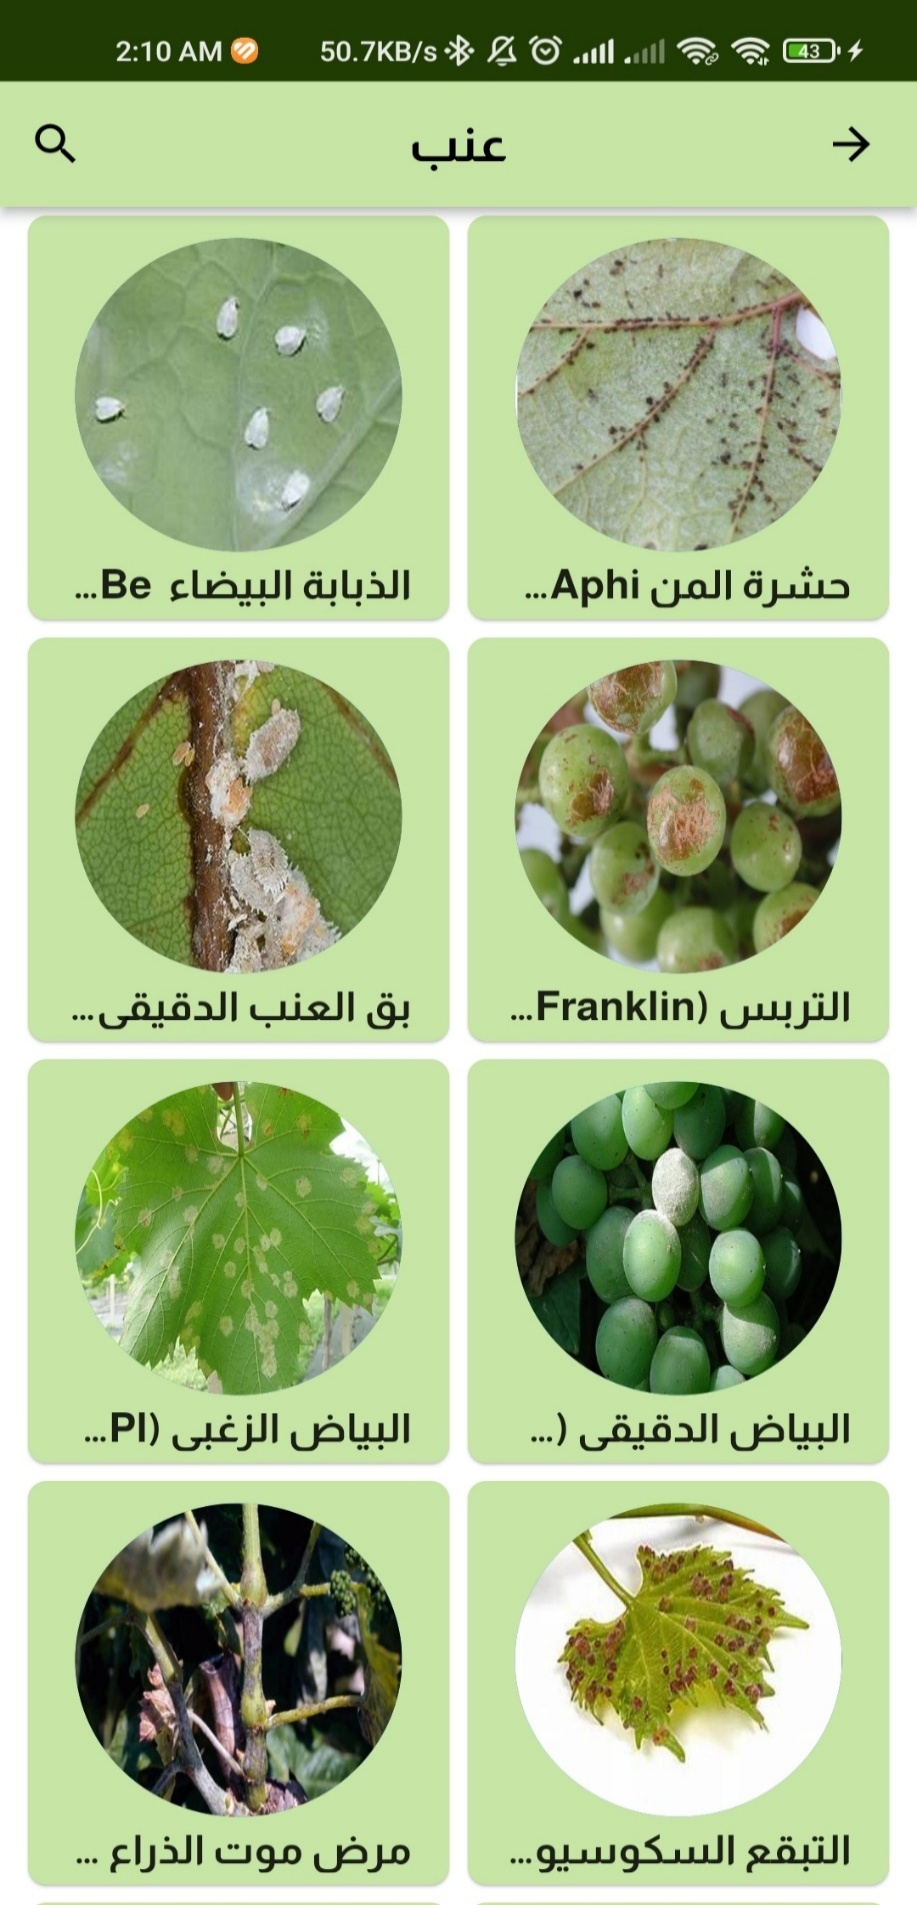 2:10 AM 50.7KB/s 43
عنب
حشرة المن Aphi...
الذبابة البيضاء Be...
التربس (Franklin...
بق العنب الدقيقى...
البياض الدقيقى (...
البياض الزغبى (Pl...
التبقع السكوسيو...
مرض موت الذراع ...